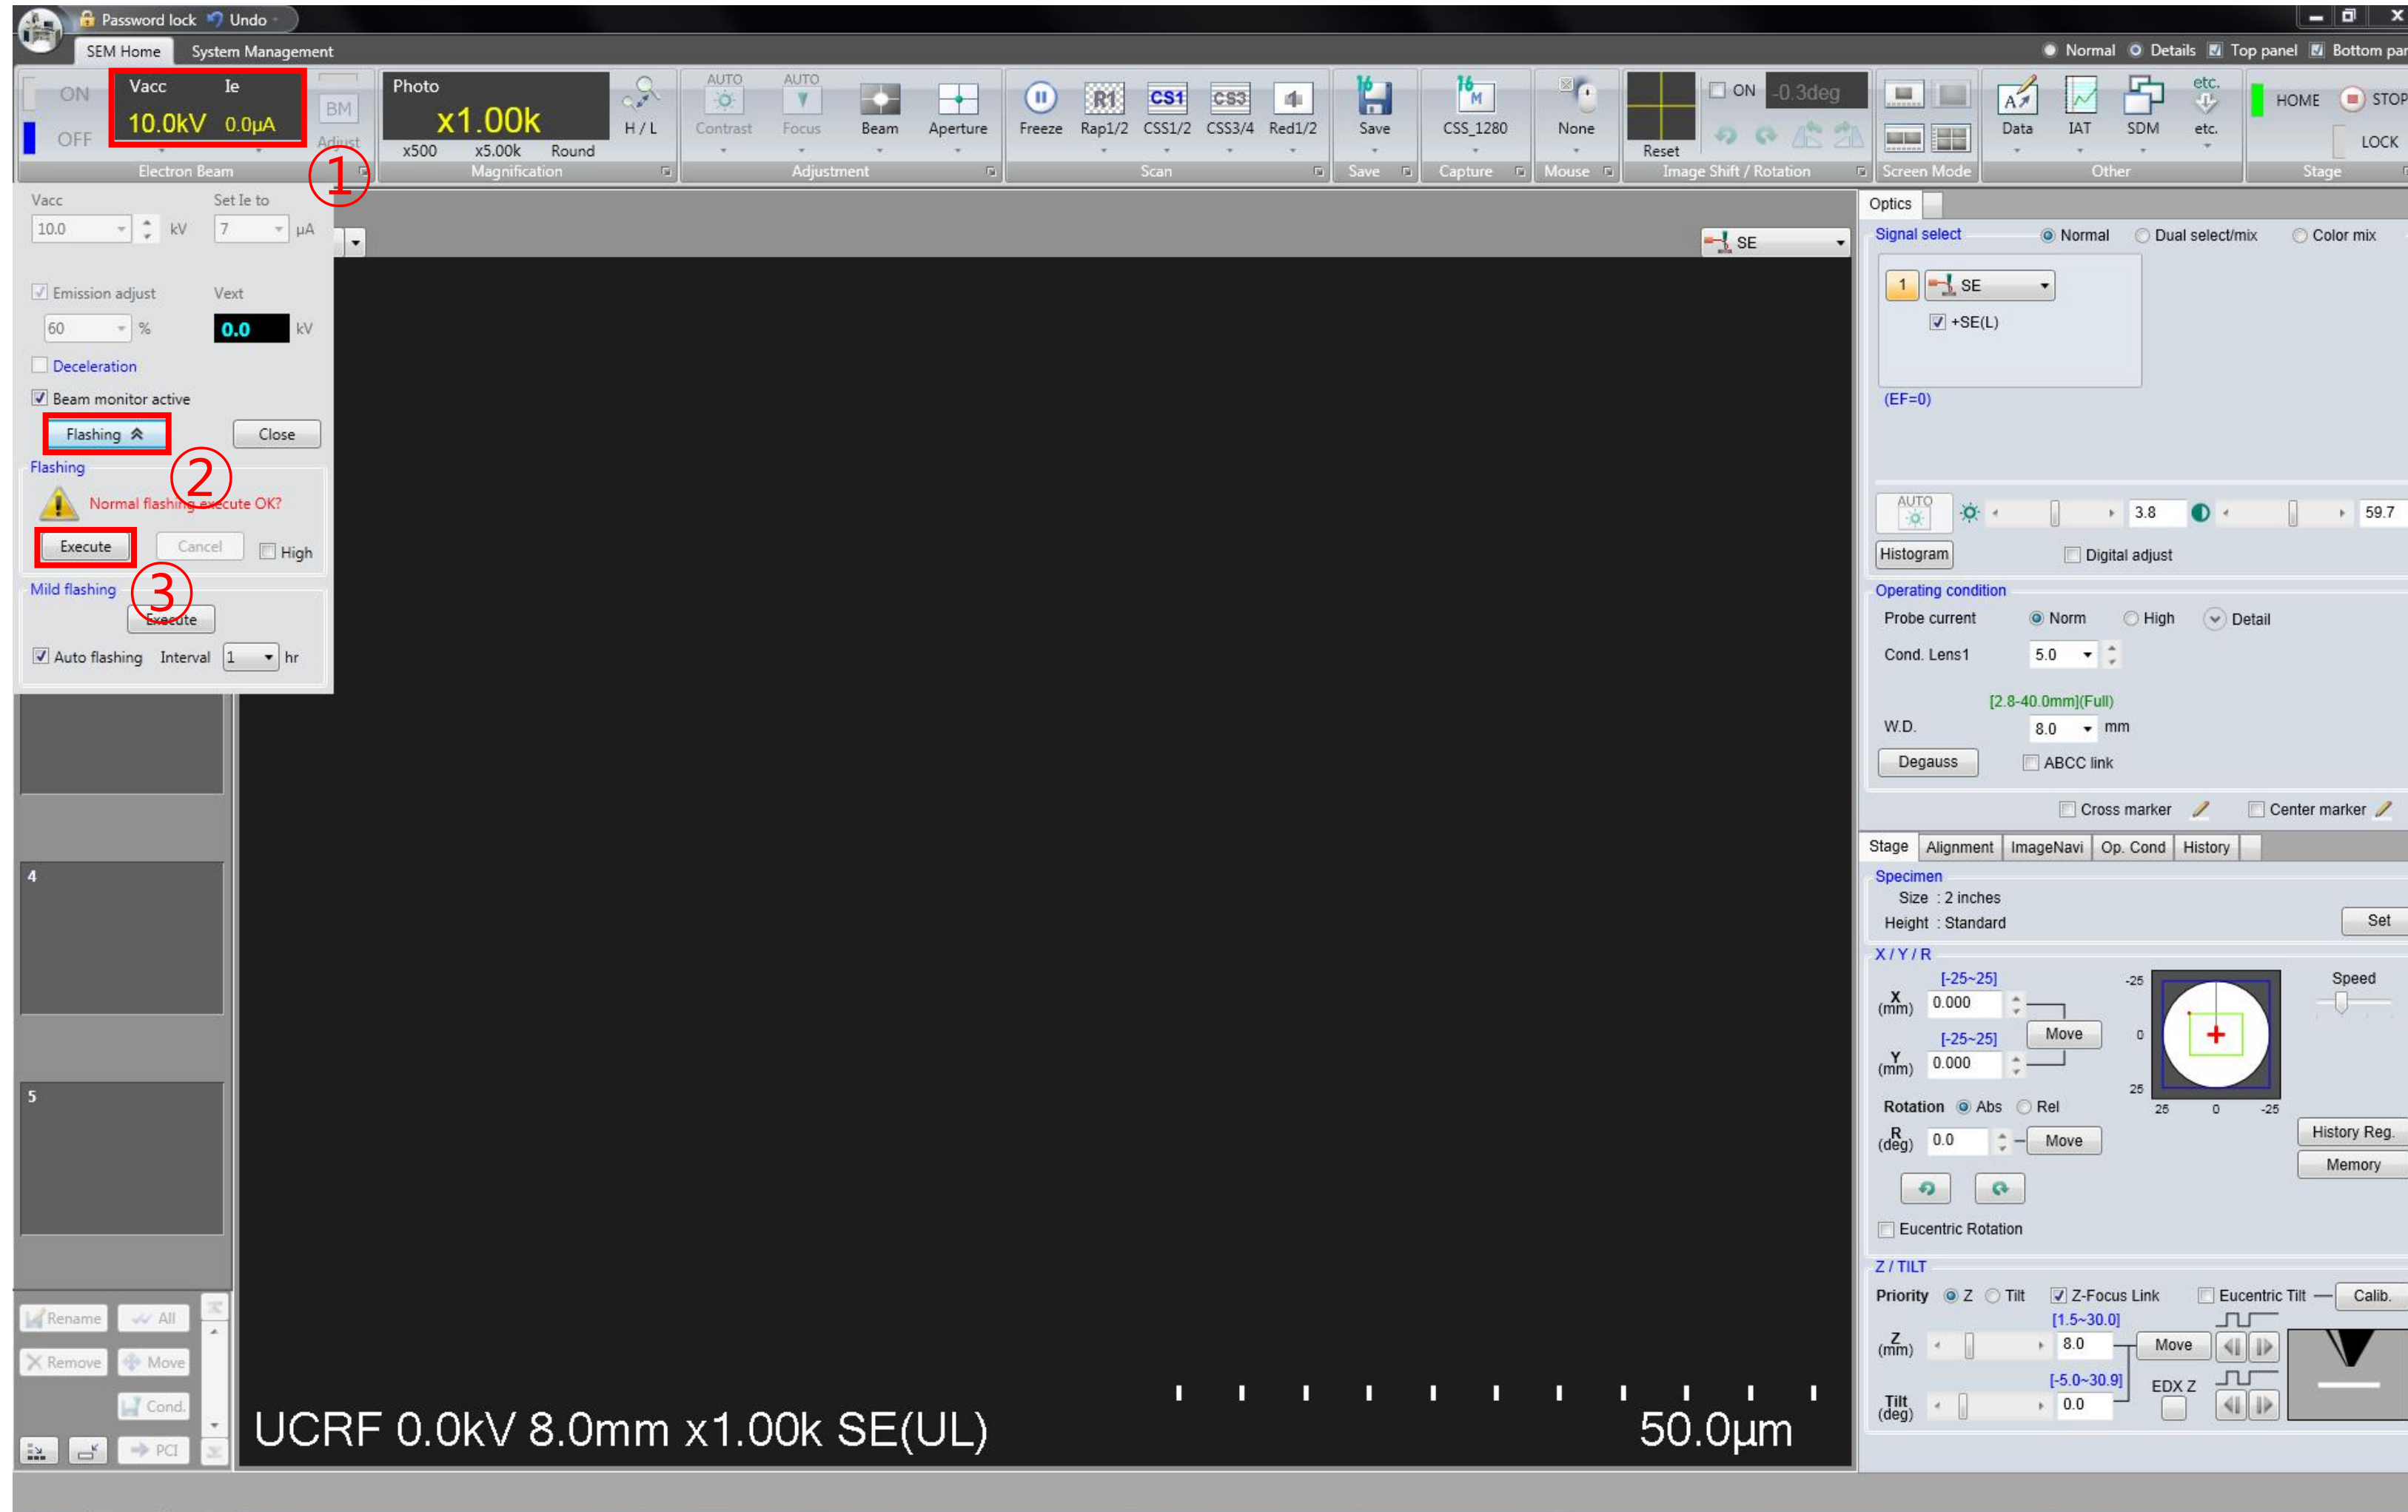 Password lock Undo
SEM Home System Management Normal Details Top panel Bottom par
ON OFF Vacc Ie 10.0kV 0.0μA BM Adjust
Electron Beam
Photo
x1.00k
x500 x5.00k Round H / L
Magnification
AUTO Contrast AUTO Focus Beam Aperture
Adjustment
Freeze R1 Rap1/2 CS1 CSS1/2 CS3 CSS3/4 4 Red1/2
Scan
16 Save
Save
16 M CSS_1280
Capture
None
Mouse
Reset ON -0.3deg
Image Shift / Rotation
Screen Mode
A Data IAT SDM etc. etc.
Other
HOME STOP
LOCK
Stage
①
Vacc Set Ie to
10.0 kV 7 μA
Emission adjust Vext
60 % 0.0 kV
Deceleration
Beam monitor active
Flashing Close
②
Flashing
Normal flashing execute OK?
Execute Cancel High
③
Mild flashing
Execute
Auto flashing Interval 1 hr
4
5
Rename All
Remove Move
Cond.
PCI
SE
UCRF 0.0kV 8.0mm x1.00k SE(UL) 50.0μm
Optics
Signal select Normal Dual select/mix Color mix
1 SE
+SE(L)
(EF=0)
AUTO 3.8 59.7
Histogram Digital adjust
Operating condition
Probe current Norm High Detail
Cond. Lens1 5.0
[2.8-40.0mm](Full)
W.D. 8.0 mm
Degauss ABCC link
Cross marker Center marker
Stage Alignment ImageNavi Op. Cond History
Specimen
Size : 2 inches
Height : Standard Set
X / Y / R
[-25~25] -25 Speed
X (mm) 0.000
[-25~25] Move 0
Y (mm) 0.000
25
25 0 -25
Rotation Abs Rel
R (deg) 0.0 Move
History Reg.
Memory
Eucentric Rotation
Z / TILT
Priority Z Tilt Z-Focus Link Eucentric Tilt Calib.
[1.5~30.0]
Z (mm) 8.0 Move
[-5.0~30.9] EDX Z
Tilt (deg) 0.0